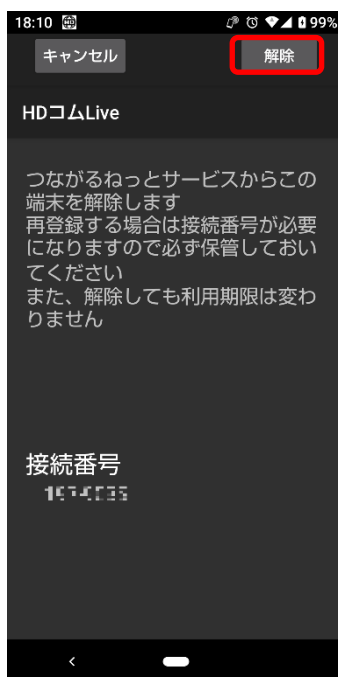 18:10 99%
キャンセル 解除
HDコムLive
つながるねっとサービスからこの
端末を解除します
再登録する場合は接続番号が必要
になりますので必ず保管しておい
てください
また、解除しても利用期限は変わ
りません
接続番号